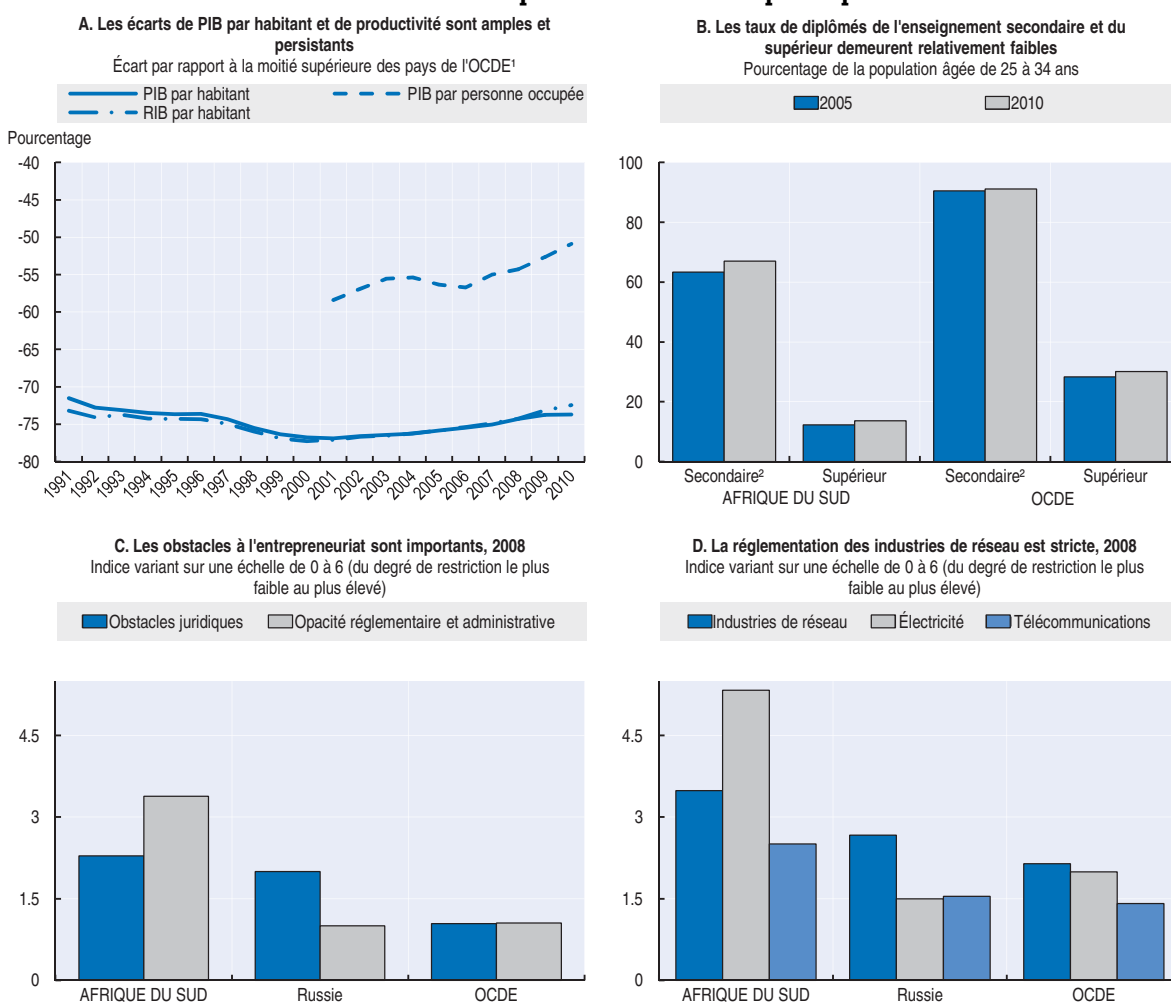 A. Les écarts de PIB par habitant et de productivité sont amples et
persistants
Écart par rapport à la moitié supérieure des pays de l'OCDE¹
PIB par habitant
PIB par personne occupée
RIB par habitant
Pourcentage
-40
-45
-50
-55
-60
-65
-70
-75
-80
1991 1992 1993 1994 1995 1996 1997 1998 1999 2000 2001 2002 2003 2004 2005 2006 2007 2008 2009 2010
B. Les taux de diplômés de l'enseignement secondaire et du
supérieur demeurent relativement faibles
Pourcentage de la population âgée de 25 à 34 ans
2005 2010
100
80
60
40
20
0
Secondaire² Supérieur Secondaire² Supérieur
AFRIQUE DU SUD OCDE
C. Les obstacles à l'entrepreneuriat sont importants, 2008
Indice variant sur une échelle de 0 à 6 (du degré de restriction le plus
faible au plus élevé)
Obstacles juridiques Opacité réglementaire et administrative
4.5
3
1.5
0
AFRIQUE DU SUD Russie OCDE
D. La réglementation des industries de réseau est stricte, 2008
Indice variant sur une échelle de 0 à 6 (du degré de restriction le plus
faible au plus élevé)
Industries de réseau Électricité Télécommunications
4.5
3
1.5
0
AFRIQUE DU SUD Russie OCDE